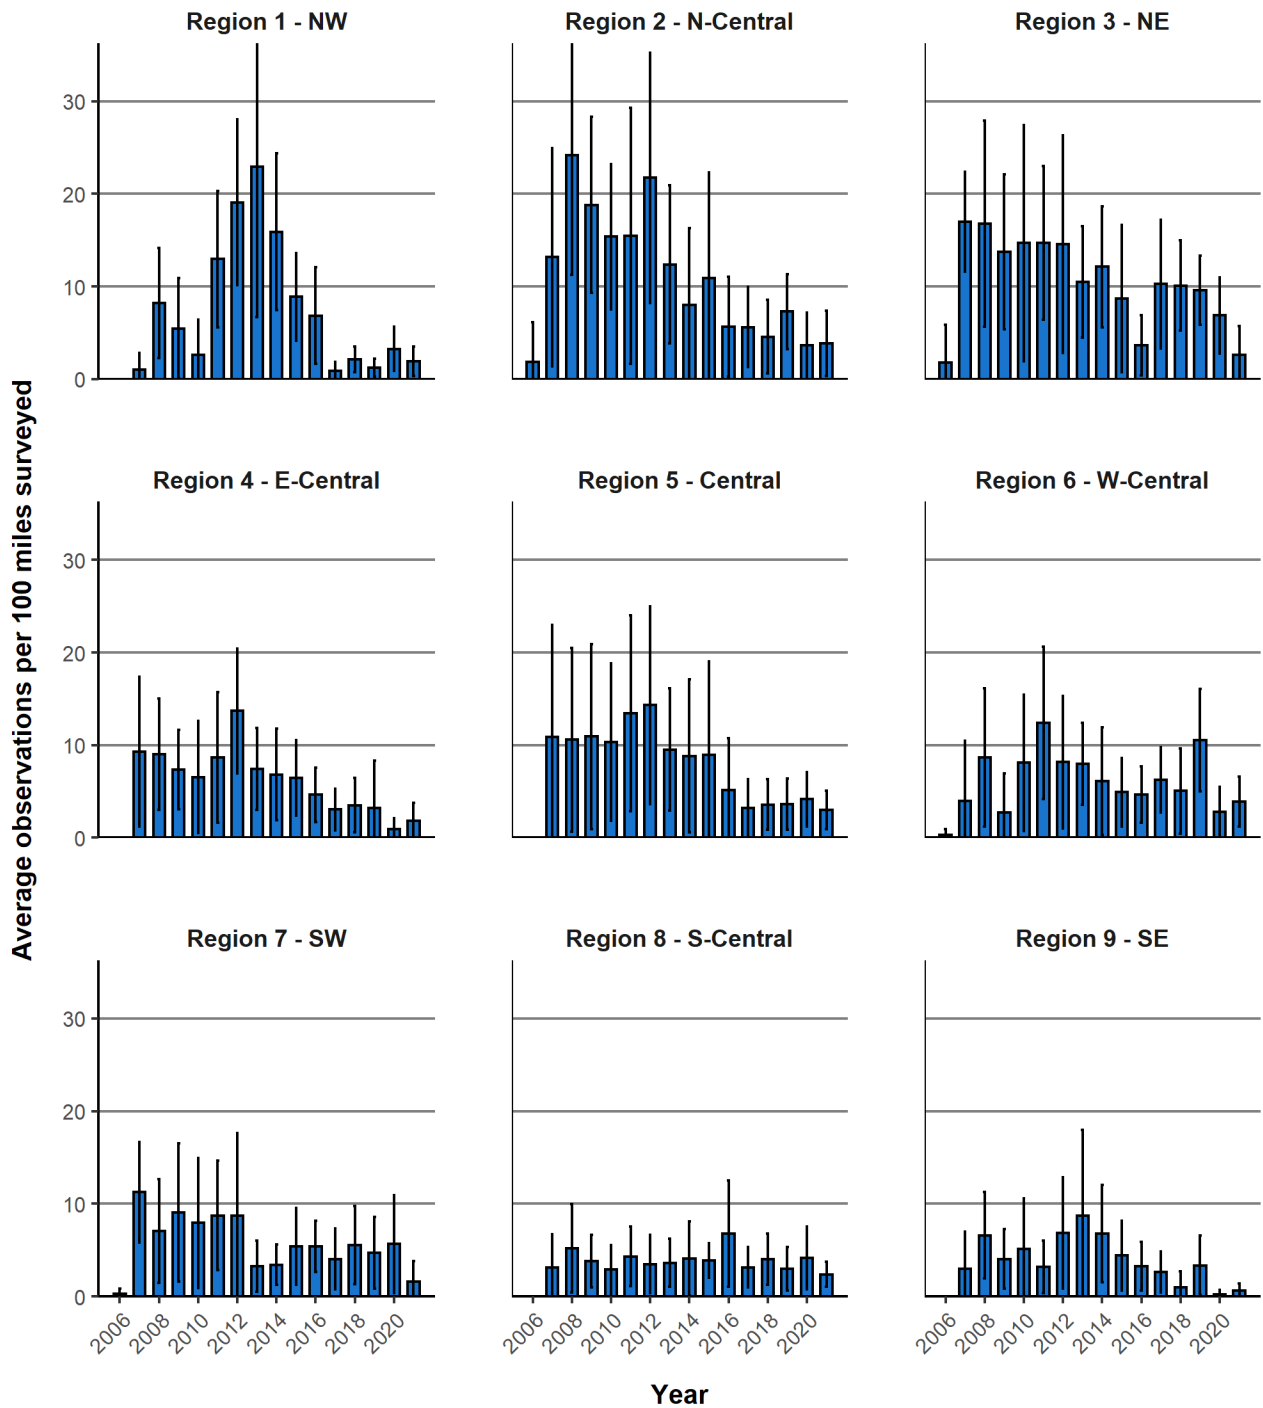 Region 1 - NW
Region 2 - N-Central
Region 3 - NE
30
20
10
0
Region 4 - E-Central
Region 5 - Central
Region 6 - W-Central
30
20
10
0
Average observations per 100 miles surveyed
Region 7 - SW
Region 8 - S-Central
Region 9 - SE
30
20
10
0
2006 2008 2010 2012 2014 2016 2018 2020
2006 2008 2010 2012 2014 2016 2018 2020
2006 2008 2010 2012 2014 2016 2018 2020
Year